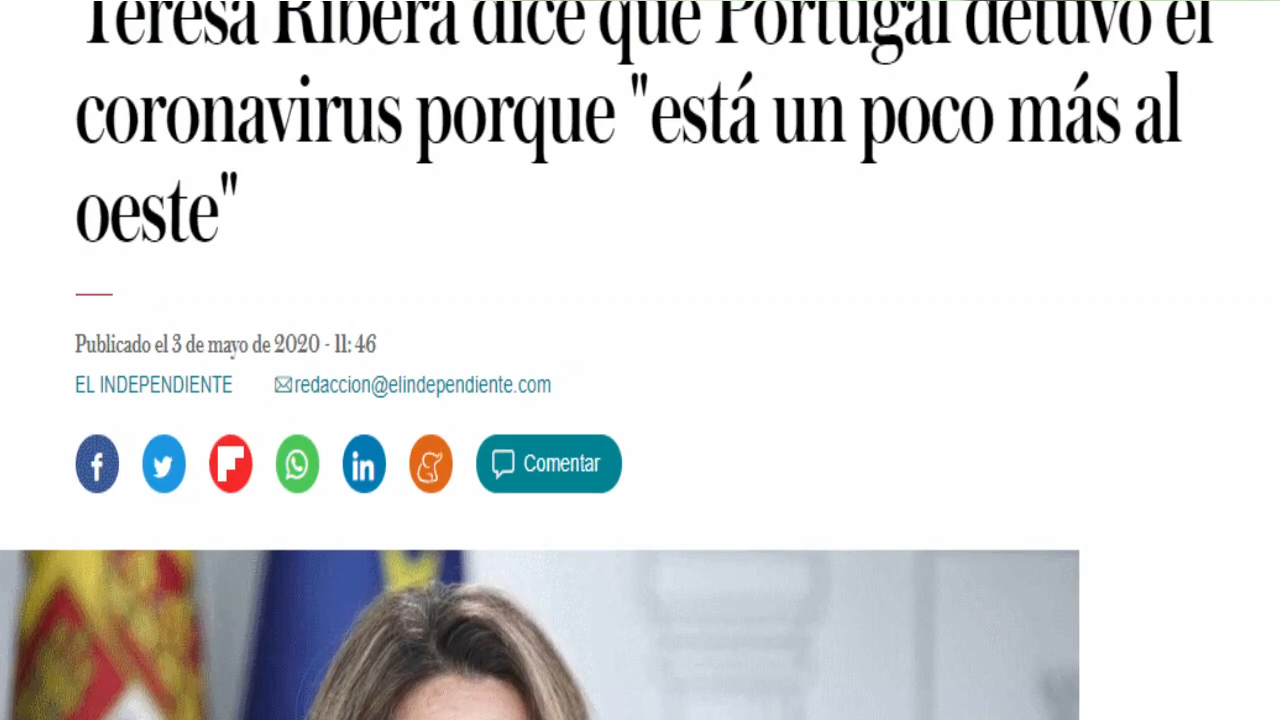 Teresa Ribera dice que Portugal detuvo el
coronavirus porque "está un poco más al
oeste"
Publicado el 3 de mayo de 2020 - 11:46
EL INDEPENDIENTE redaccion@elindependiente.com
Comentar